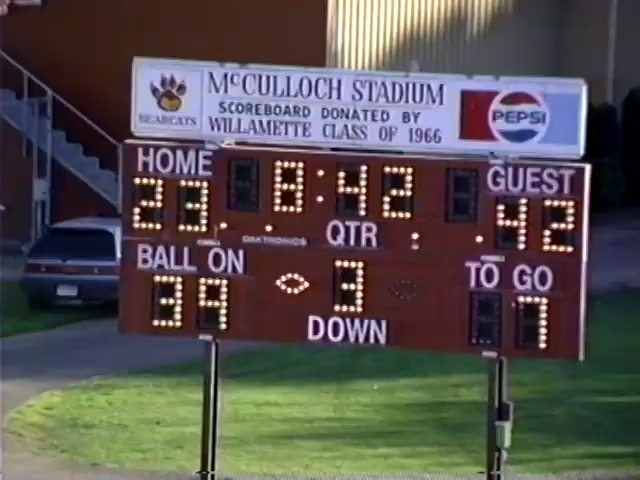 McCULLOCH STADIUM
SCOREBOARD DONATED BY
WILLAMETTE CLASS OF 1966
BEARCATS
PEPSI
HOME 8:42 GUEST
23 42
DAKTRONICS QTR
BALL ON TO GO
39 3 7
DOWN